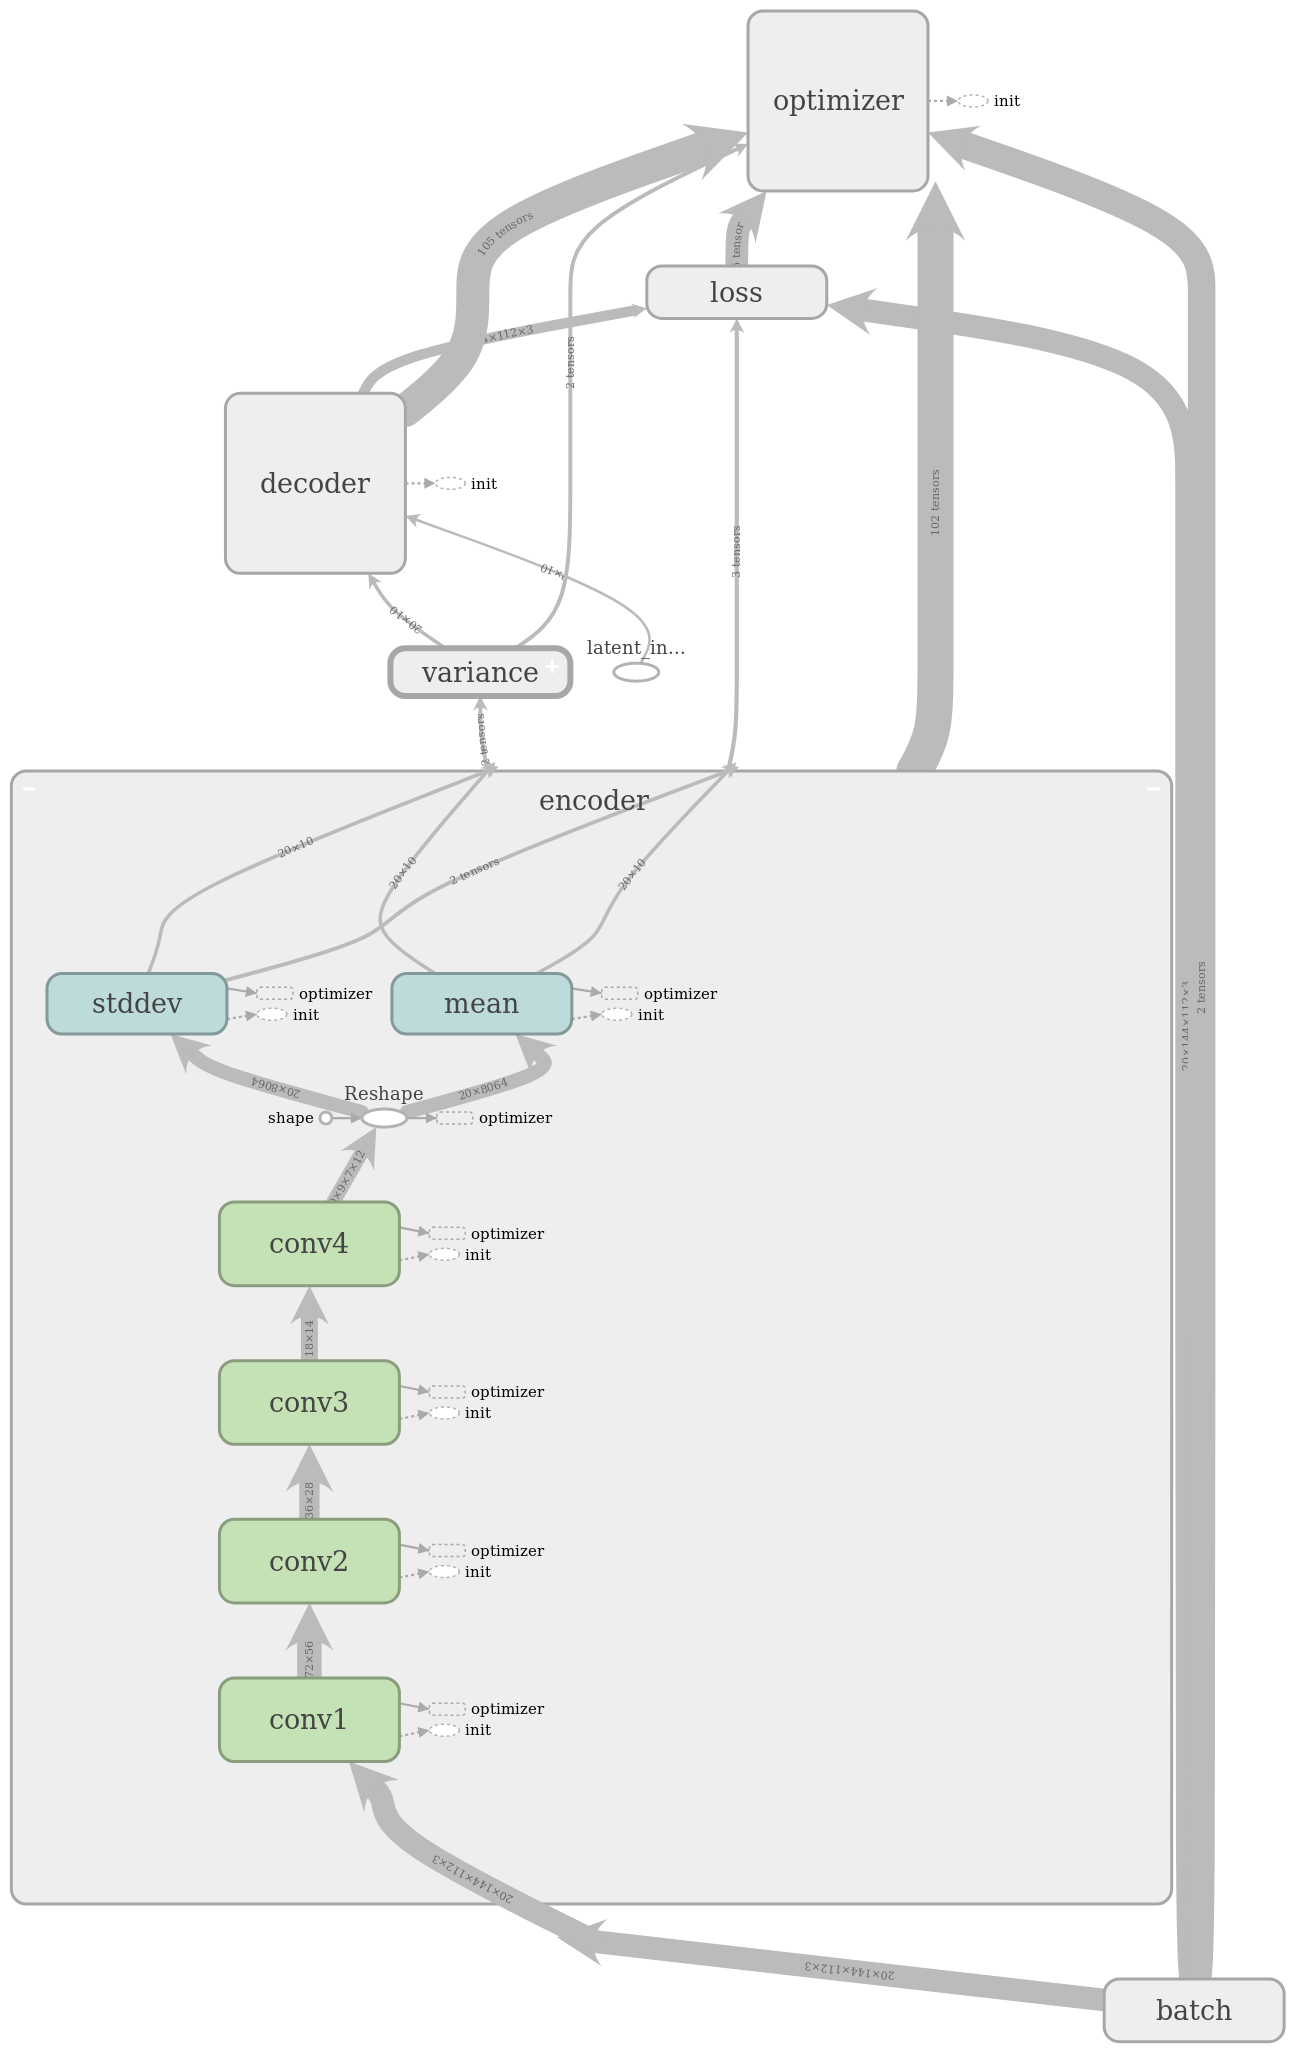 optimizer
init
105 tensors
tensor
loss
×112×3
2 tensors
decoder
init
102 tensors
3 tensors
×10
20×10
latent_in...
variance
2 tensors
encoder
20×10
20×10
2 tensors
20×10
stddev
optimizer
init
mean
optimizer
init
20×144×112×3
2 tensors
20×8064
20×8064
Reshape
shape
optimizer
×9×7×12
conv4
optimizer
init
18×14
conv3
optimizer
init
36×28
conv2
optimizer
init
72×56
conv1
optimizer
init
20×144×112×3
20×144×112×3
batch